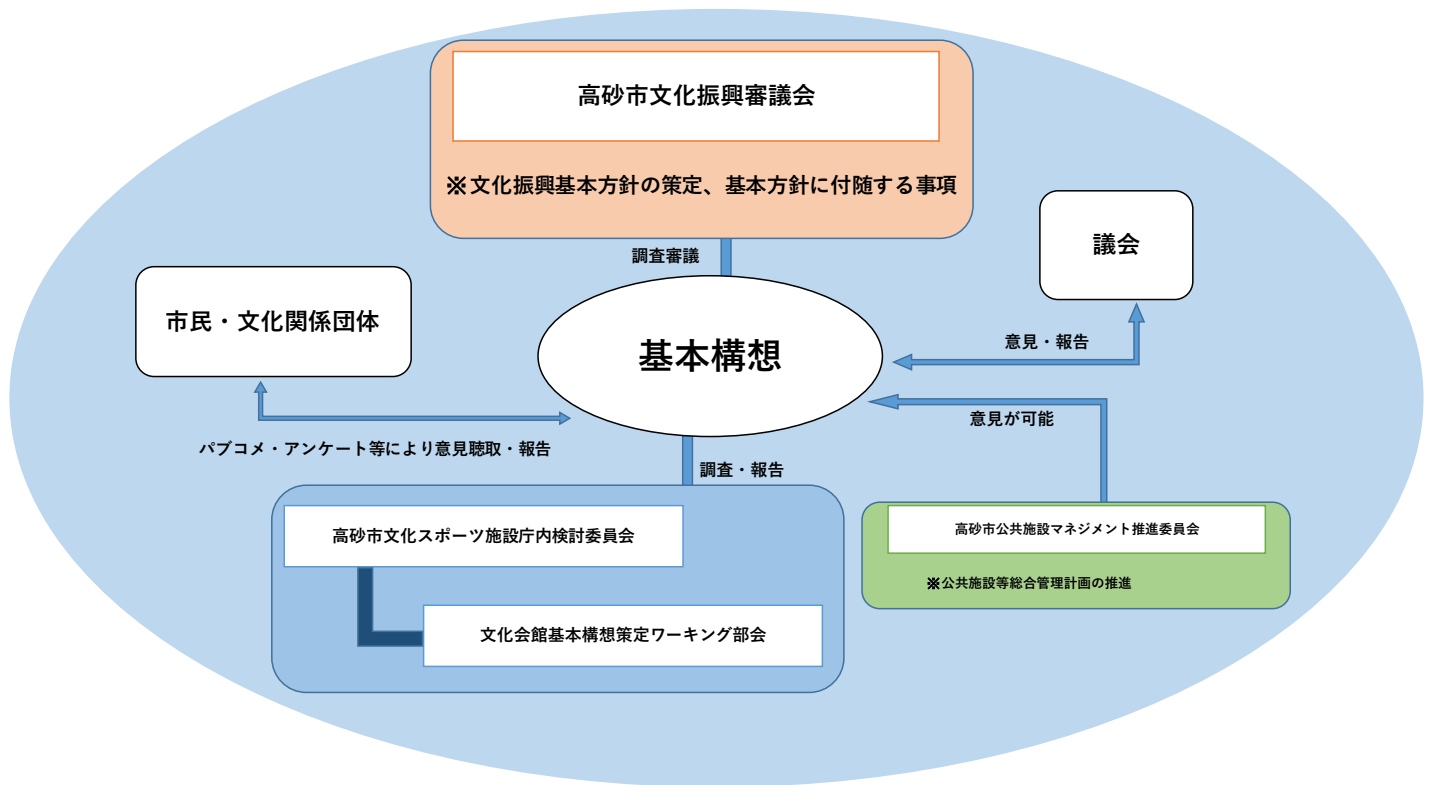 高砂市文化振興審議会
※文化振興基本方針の策定、基本方針に付随する事項
調査審議
議会
市民・文化関係団体
基本構想
意見・報告
意見が可能
パブコメ・アンケート等により意見聴取・報告
調査・報告
高砂市文化スポーツ施設庁内検討委員会
高砂市公共施設マネジメント推進委員会
※公共施設等総合管理計画の推進
文化会館基本構想策定ワーキング部会